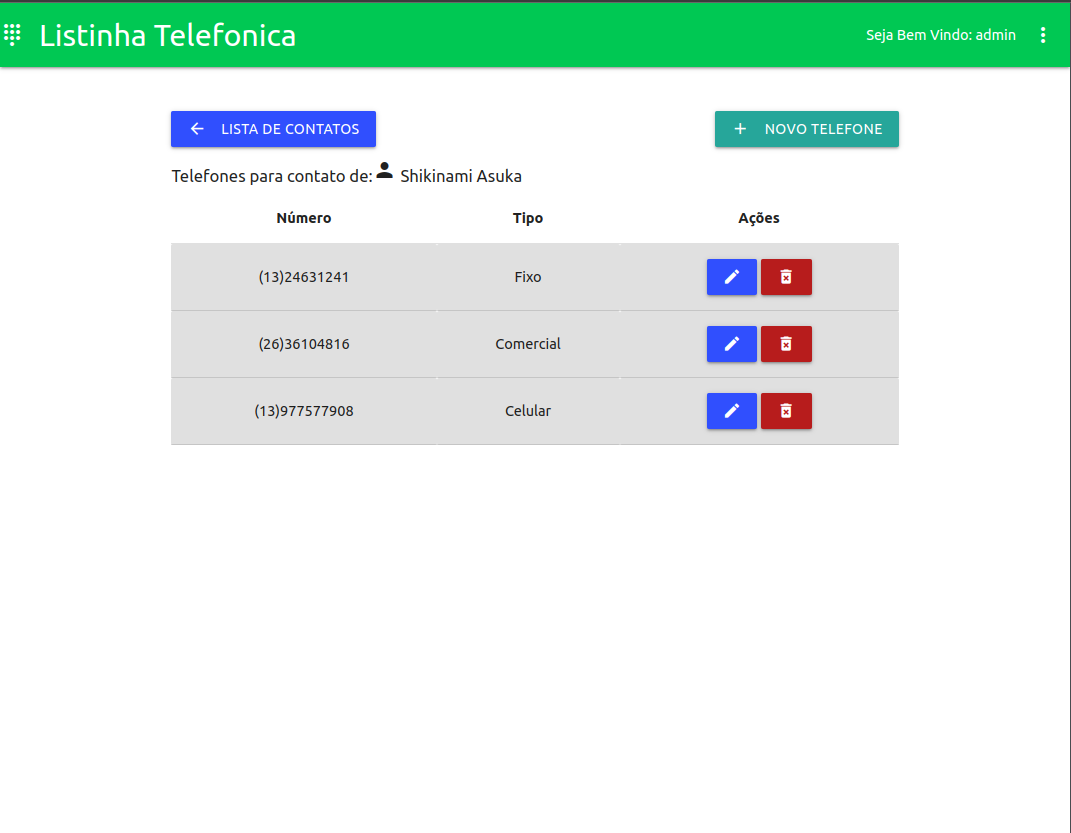 Listinha Telefonica
Seja Bem Vindo: admin
LISTA DE CONTATOS
NOVO TELEFONE
Telefones para contato de: Shikinami Asuka
Número Tipo Ações
(13)24631241 Fixo
(26)36104816 Comercial
(13)977577908 Celular